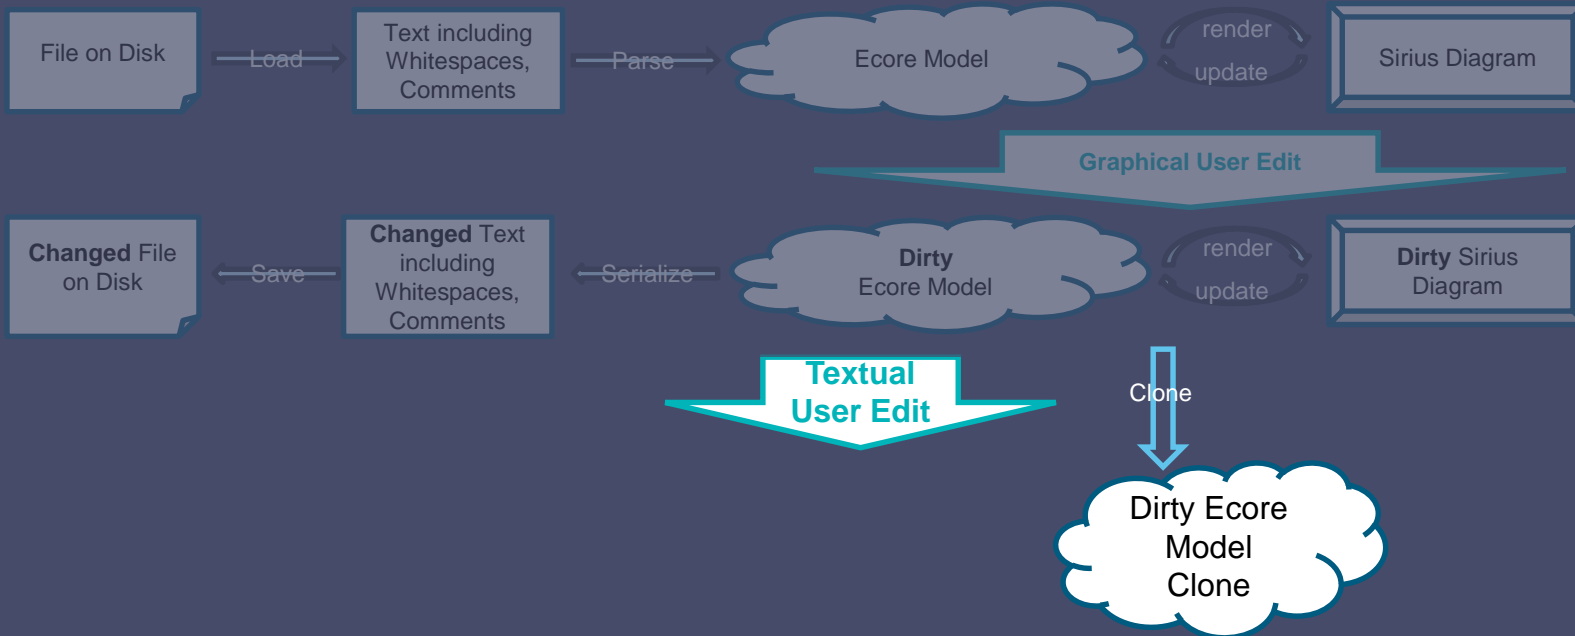 File on Disk
Load
Text including
Whitespaces,
Comments
Parse
Ecore Model
render
update
Sirius Diagram
Graphical User Edit
Changed File
on Disk
Save
Changed Text
including
Whitespaces,
Comments
Serialize
Dirty
Ecore Model
render
update
Dirty Sirius
Diagram
Textual
User Edit
Clone
Dirty Ecore
Model
Clone